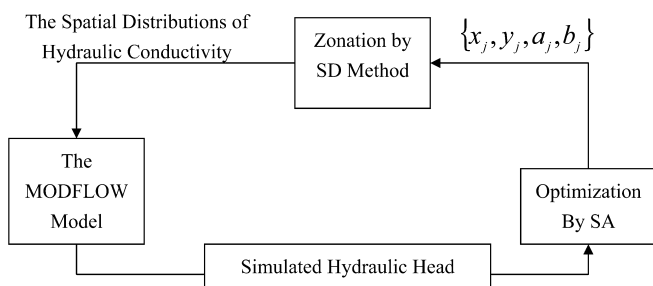 The Spatial Distributions of
Hydraulic Conductivity
Zonation by
SD Method
{x_j, y_j, a_j, b_j}
The
MODFLOW
Model
Optimization
By SA
Simulated Hydraulic Head